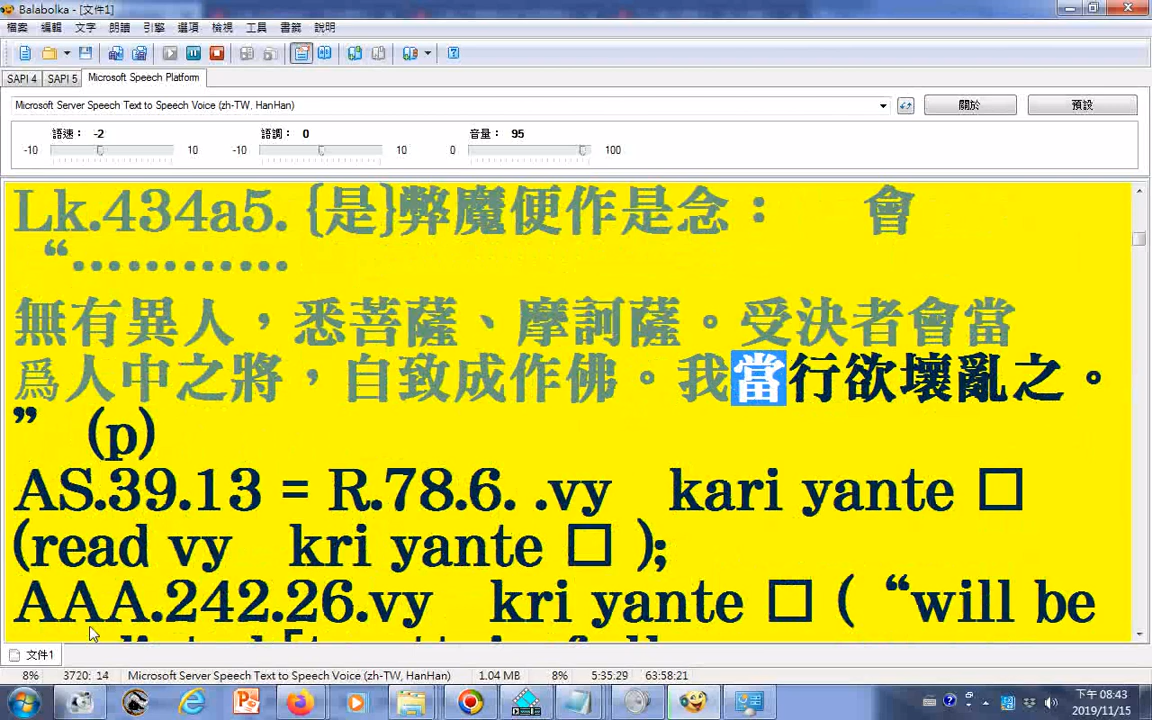 Balabolka - [文件1]
檔案 編輯 文字 朗讀 引擎 選項 檢視 工具 書籤 說明
SAPI 4 SAPI 5 Microsoft Speech Platform
Microsoft Server Speech Text to Speech Voice (zh-TW, HanHan) 關於 預設
語速： -2 語調： 0 音量： 95
-10 10 -10 10 0 100
Lk.434a5. {是}弊魔便作是念： 會
“............
無有異人，悉菩薩、摩訶薩。受決者會當
爲人中之將，自致成作佛。我當行欲壞亂之。
” (p)
AS.39.13 = R.78.6. .vy kari yante □
(read vy kri yante □ );
AAA.242.26.vy kri yante □ ( “will be
文件1
8% 3720: 14 Microsoft Server Speech Text to Speech Voice (zh-TW, HanHan) 1.04 MB 8% 5:35:29 63:58:21
下午 08:43
2019/11/15